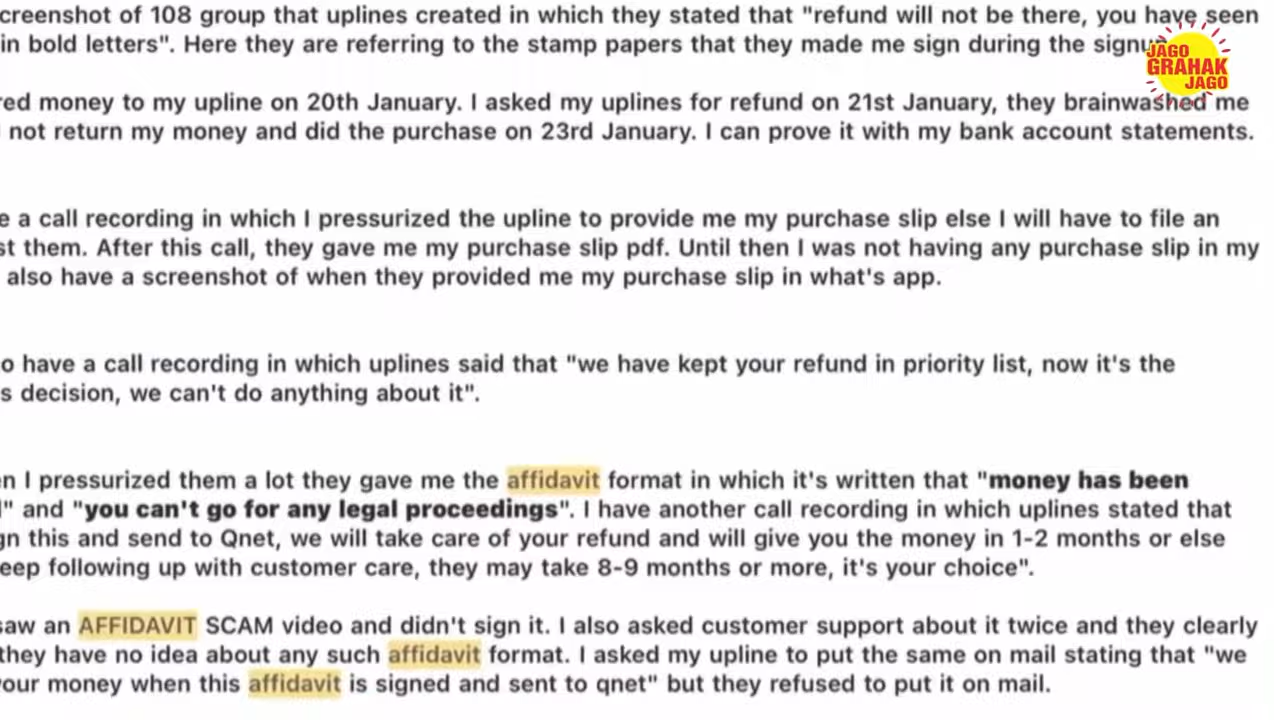 creenshot of 108 group that uplines created in which they stated that "refund will not be there, you have seen
in bold letters". Here they are referring to the stamp papers that they made me sign during the
JAGO
GRAHAK
JAGO
red money to my upline on 20th January. I asked my uplines for refund on 21st January, they brainwashed me
not return my money and did the purchase on 23rd January. I can prove it with my bank account statements.
e a call recording in which I pressurized the upline to provide me my purchase slip else I will have to file an
st them. After this call, they gave me my purchase slip pdf. Until then I was not having any purchase slip in my
also have a screenshot of when they provided me my purchase slip in what's app.
o have a call recording in which uplines said that "we have kept your refund in priority list, now it's the
s decision, we can't do anything about it".
n I pressurized them a lot they gave me the affidavit format in which it's written that "money has been
" and "you can't go for any legal proceedings". I have another call recording in which uplines stated that
gn this and send to Qnet, we will take care of your refund and will give you the money in 1-2 months or else
eep following up with customer care, they may take 8-9 months or more, it's your choice".
saw an AFFIDAVIT SCAM video and didn't sign it. I also asked customer support about it twice and they clearly
they have no idea about any such affidavit format. I asked my upline to put the same on mail stating that "we
our money when this affidavit is signed and sent to qnet" but they refused to put it on mail.